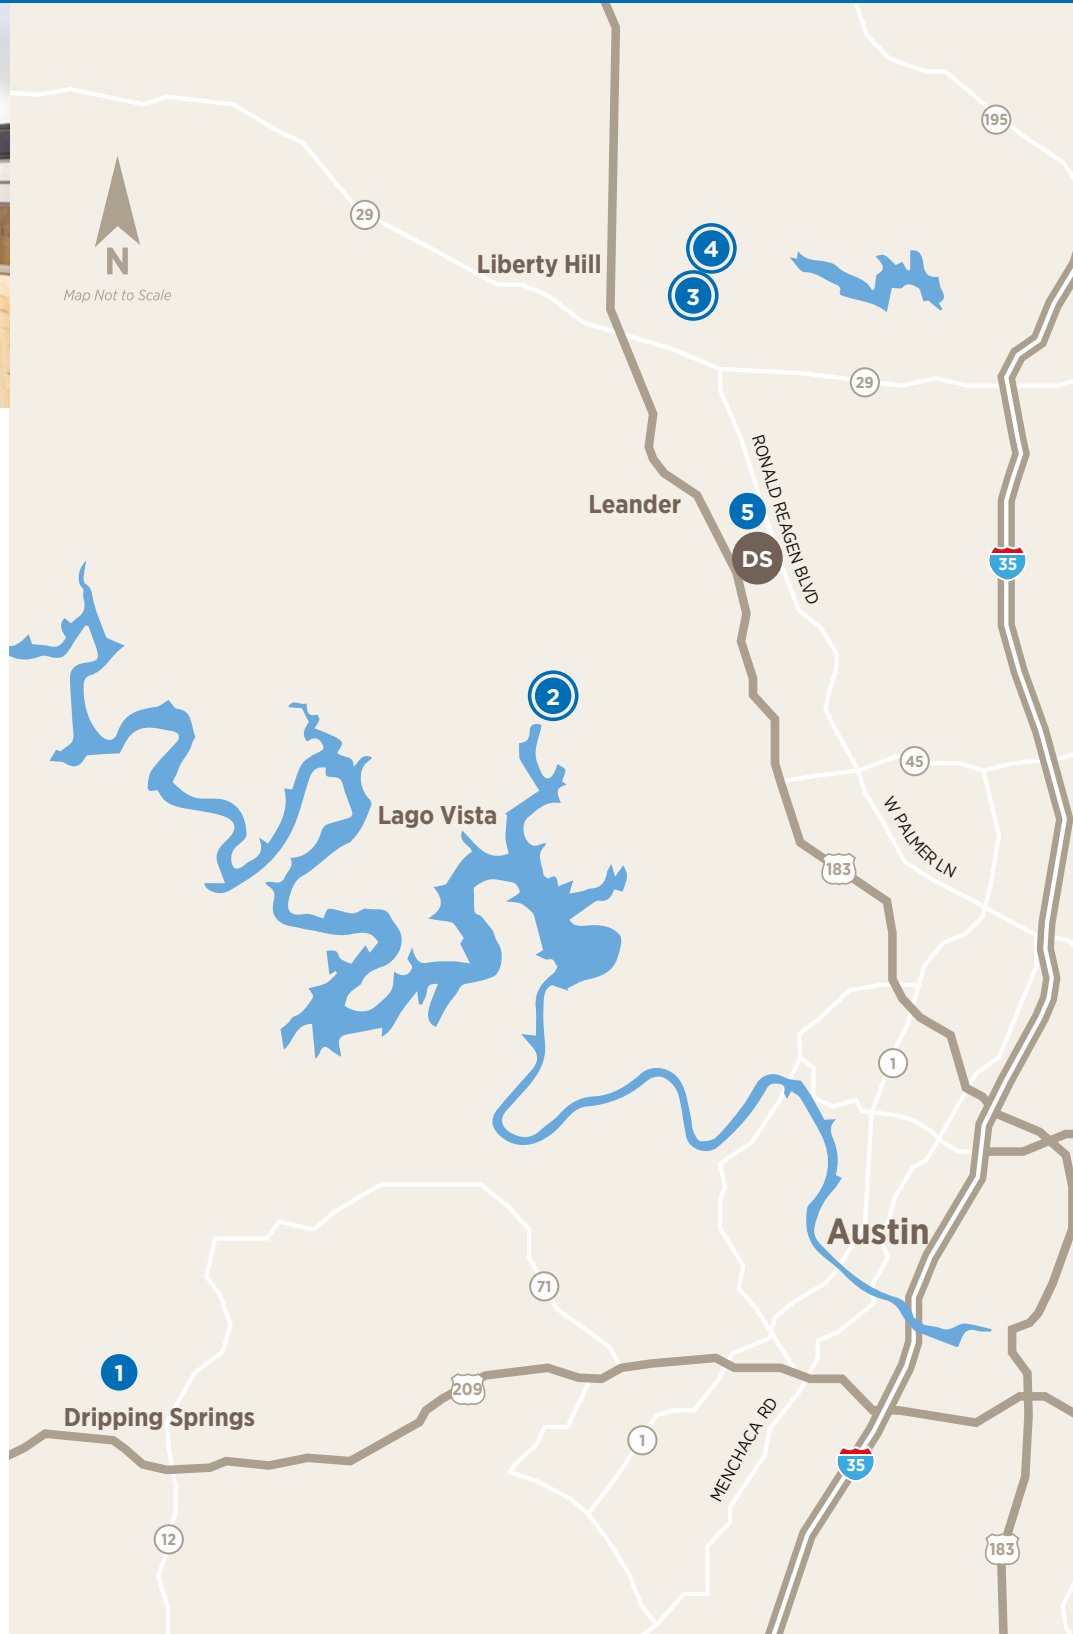 195
29
N
Map Not to Scale
Liberty Hill
4
3
29
RONALD REAGEN BLVD
Leander
5
DS
35
2
45
Lago Vista
W PALMER LN
183
1
Austin
71
1
Dripping Springs
209
1
MENCHACA RD
35
12
183